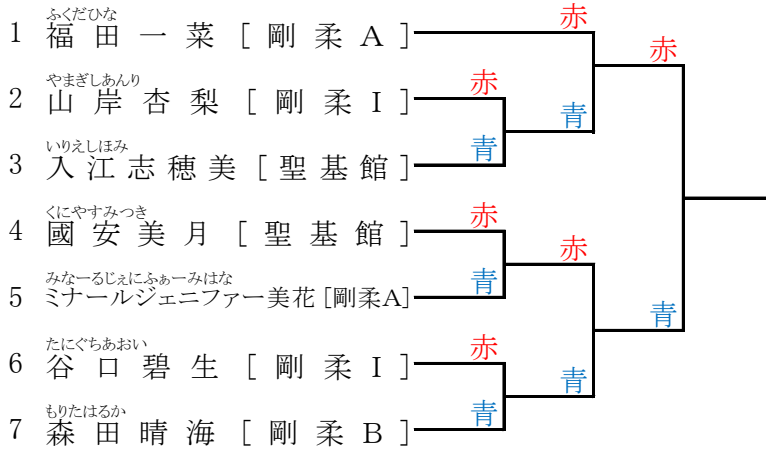 ふくだひな
1 福田一菜[剛柔A]
赤
赤
やまぎしあんり
2 山岸杏梨[剛柔I]
赤
青
いりえしほみ
3 入江志穂美[聖基館]
青
くにやすみつき
4 國安美月[聖基館]
赤
赤
みなーるじぇにふぁーみはな
5 ミナールジェニファー美花[剛柔A]
青
青
たにぐちあおい
6 谷口碧生[剛柔I]
赤
青
もりたはるか
7 森田晴海[剛柔B]
青